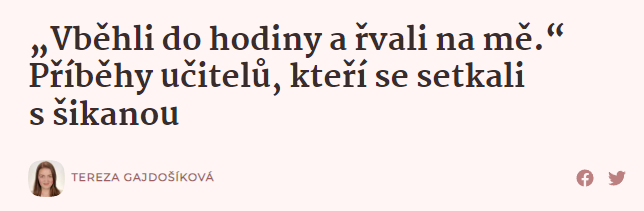 „Vběhli do hodiny a řvali na mě.“
Příběhy učitelů, kteří se setkali
s šikanou
TEREZA GAJDOŠÍKOVÁ